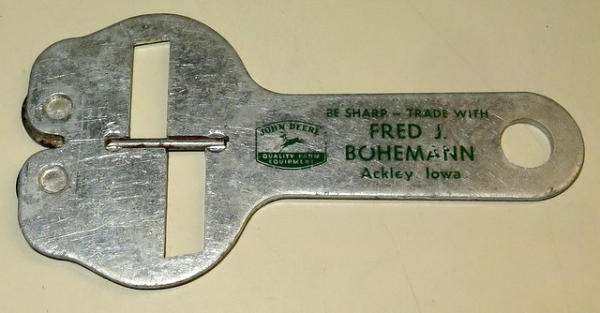 JOHN DEERE
QUALITY FARM
EQUIPMENT
BE SHARP - TRADE WITH
FRED J.
BOHEMANN
Ackley, Iowa